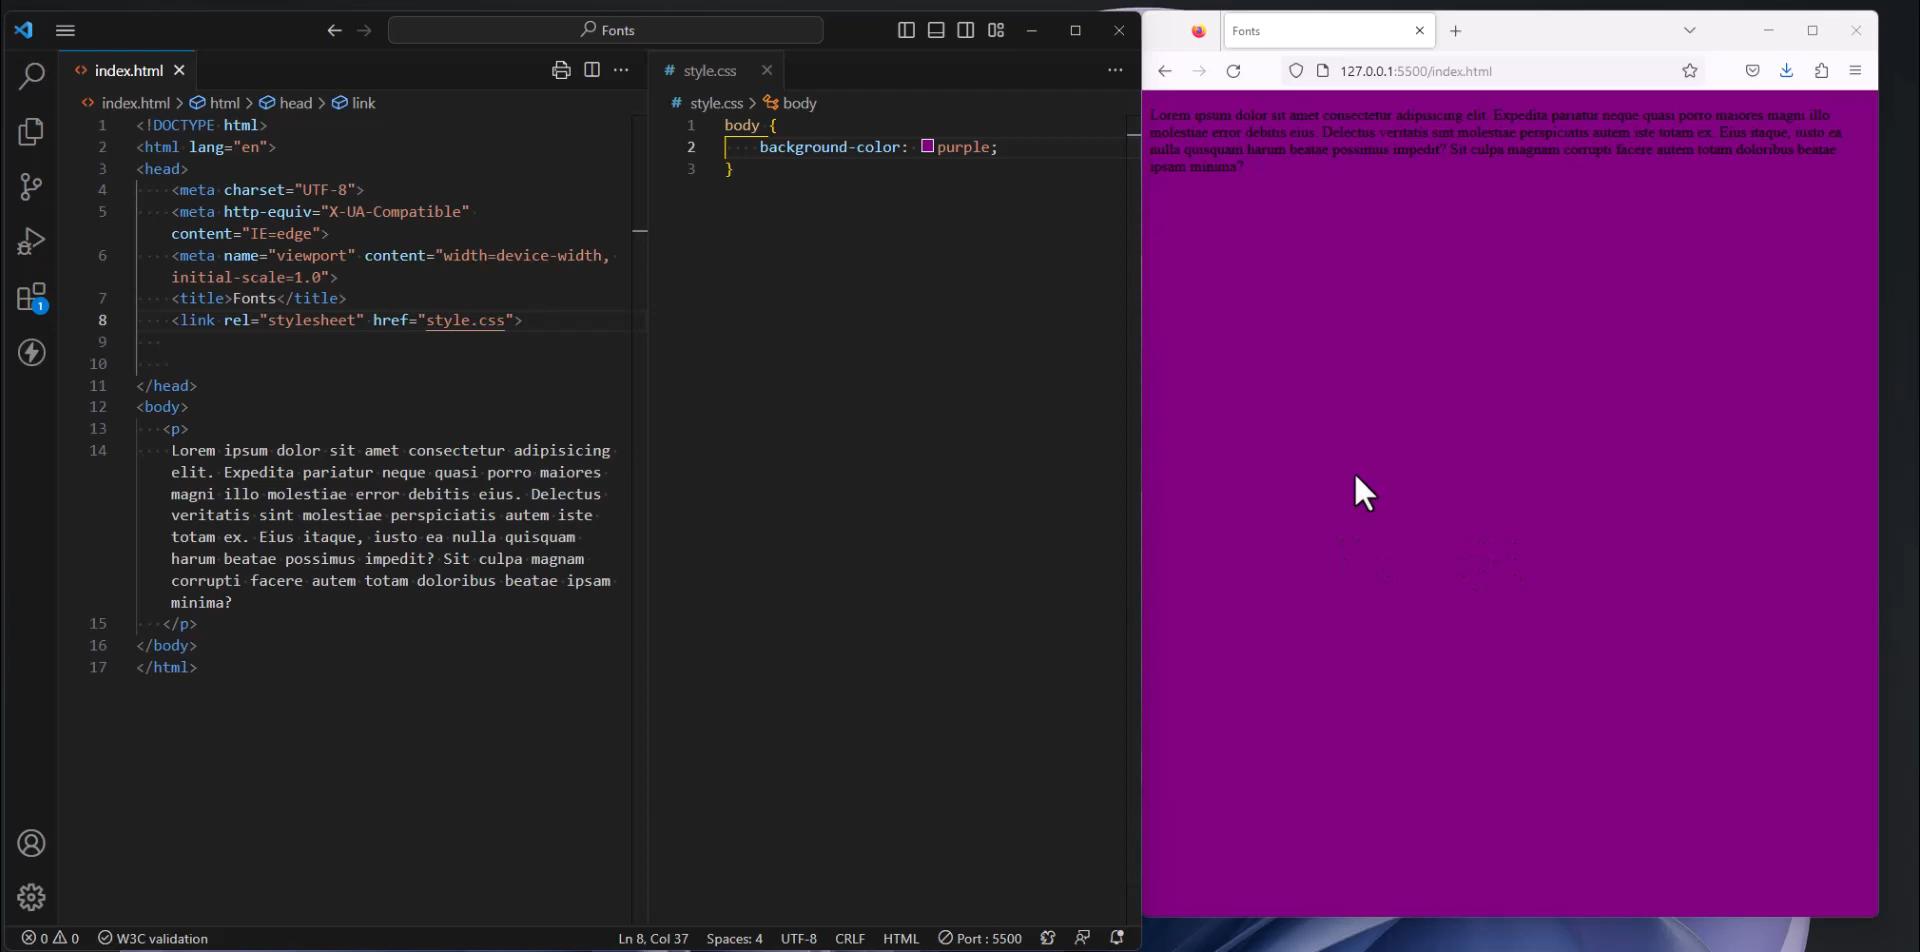 Fonts
index.html
index.html > html > head > link
1 <!DOCTYPE html>
2 <html lang="en">
3 <head>
4 <meta charset="UTF-8">
5 <meta http-equiv="X-UA-Compatible"
content="IE=edge">
6 <meta name="viewport" content="width=device-width,
initial-scale=1.0">
7 <title>Fonts</title>
8 <link rel="stylesheet" href="style.css">
9
10
11 </head>
12 <body>
13 <p>
14 Lorem ipsum dolor sit amet consectetur adipisicing
elit. Expedita pariatur neque quasi porro maiores
magni illo molestiae error debitis eius. Delectus
veritatis sint molestiae perspiciatis autem iste
totam ex. Eius itaque, iusto ea nulla quisquam
harum beatae possimus impedit? Sit culpa magnam
corrupti facere autem totam doloribus beatae ipsam
minima?
15 </p>
16 </body>
17 </html>
# style.css
# style.css > body
1 body {
2 background-color: purple;
3 }
1
0 0 W3C validation
Ln 8, Col 37 Spaces: 4 UTF-8 CRLF HTML Port : 5500
Fonts
127.0.0.1:5500/index.html
Lorem ipsum dolor sit amet consectetur adipisicing elit. Expedita pariatur neque quasi porro maiores magni illo
molestiae error debitis eius. Delectus veritatis sint molestiae perspiciatis autem iste totam ex. Eius itaque, iusto ea
nulla quisquam harum beatae possimus impedit? Sit culpa magnam corrupti facere autem totam doloribus beatae
ipsam minima?